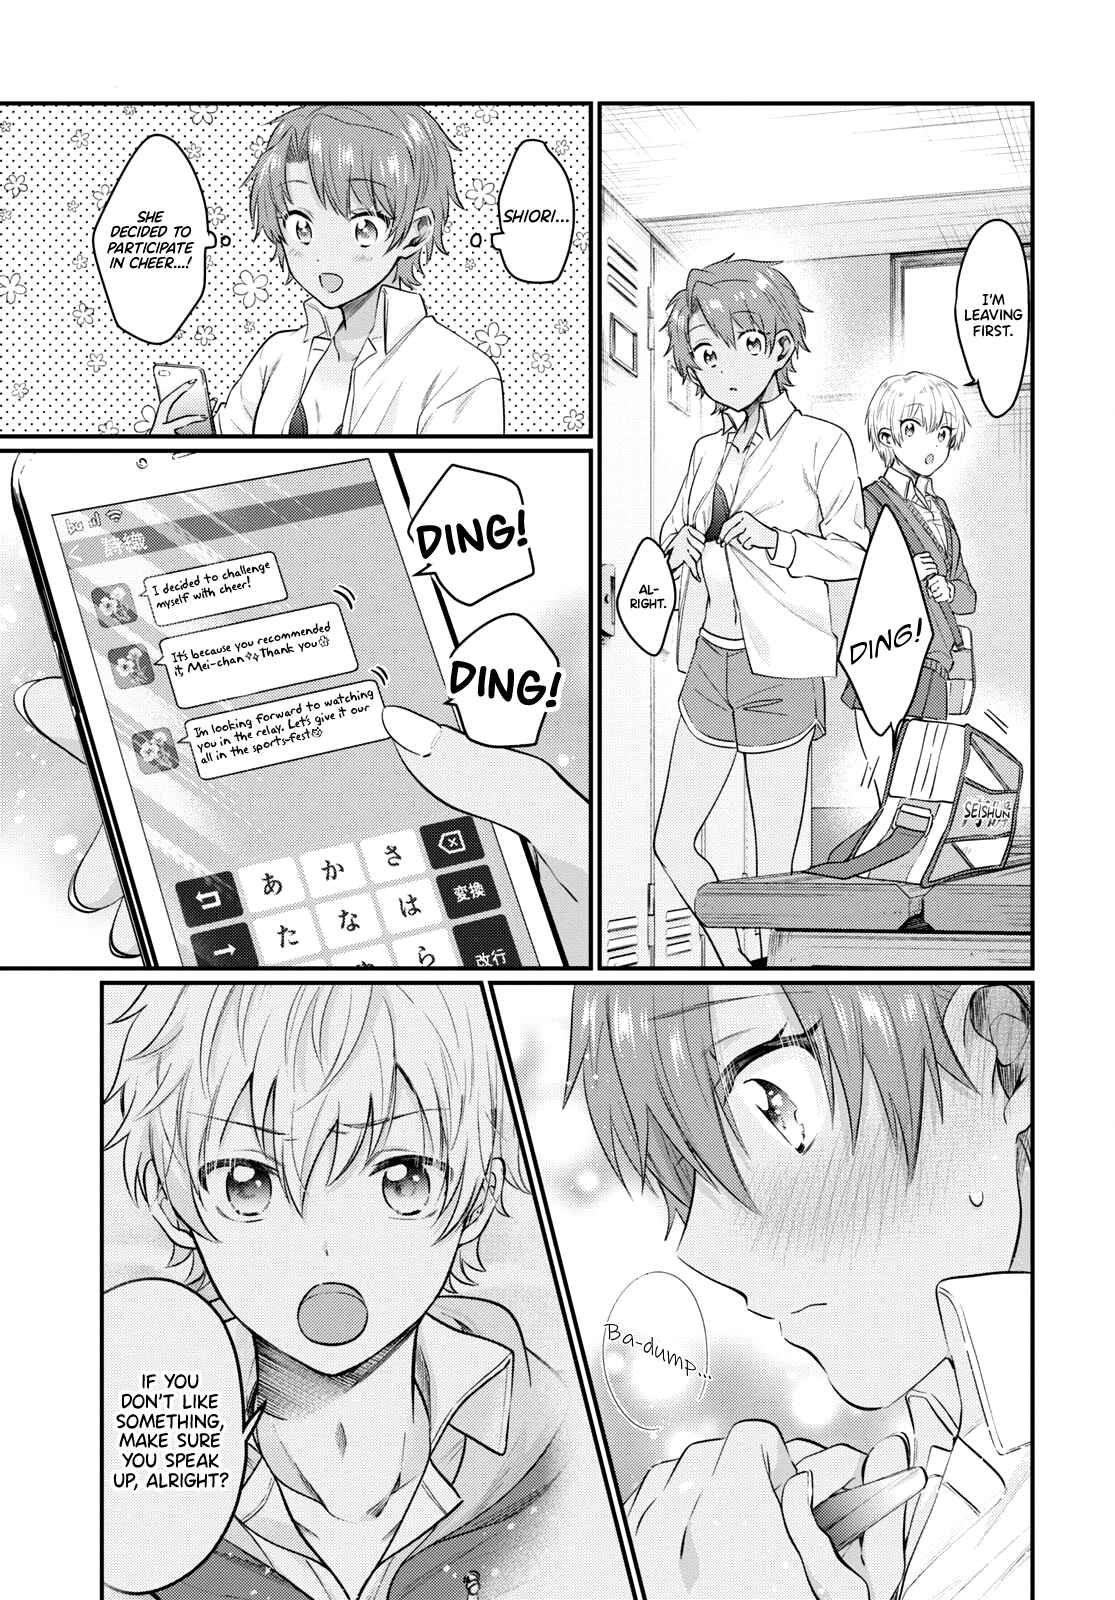 I'M
LEAVING
FIRST.
AL-
RIGHT.
DING!
SEISHUN
SHIORI...
SHE
DECIDED TO
PARTICIPATE
IN CHEER...!
DING!
DING!
詩織
I decided to challenge
myself with cheer!
It's because you recommended
it, Mei-chan✨Thank you
I'm looking forward to watching
you in the relay. Let's give it our
all in the sports-fest
あ
か
さ
た
な
は
変換
ら
改行
→
Ba-dump...
IF YOU
DON'T LIKE
SOMETHING,
MAKE SURE
YOU SPEAK
UP, ALRIGHT?